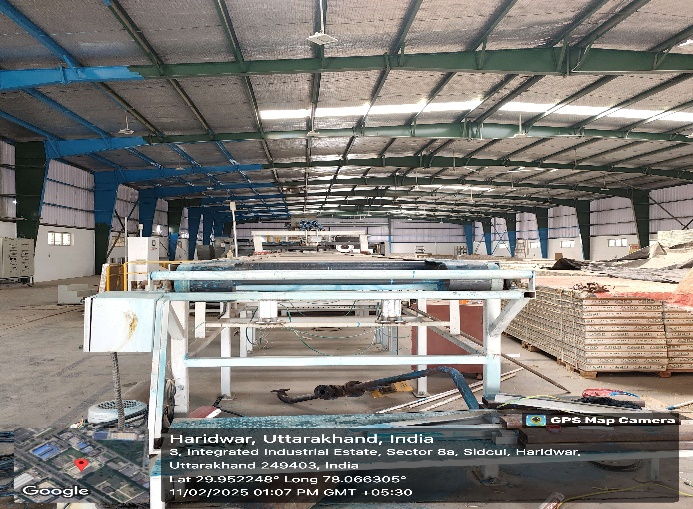 GPS Map Camera
Haridwar, Uttarakhand, India
S, Integrated Industrial Estate, Sector 8a, Sidcul, Haridwar,
Uttarakhand 249403, India
Lat 29.952248° Long 78.066305°
11/02/2025 01:07 PM GMT +05:30
Google